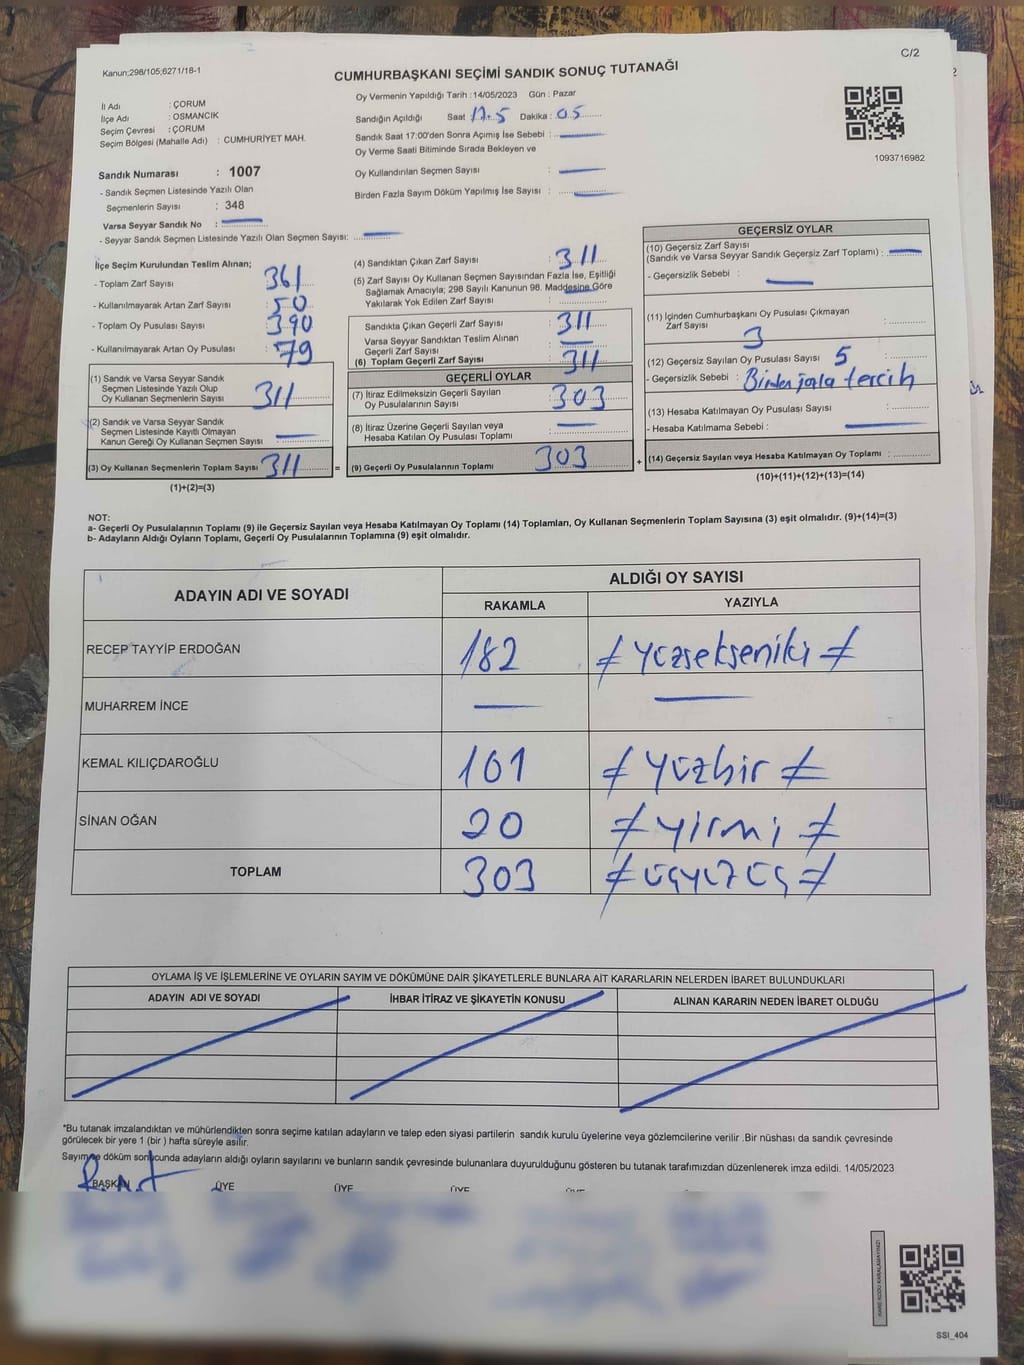 C/2
Kanun;298/105;6271/18-1
CUMHURBAŞKANI SEÇİMİ SANDIK SONUÇ TUTANAĞI
İl Adı : ÇORUM
İlçe Adı : OSMANCIK
Seçim Çevresi : ÇORUM
Seçim Bölgesi (Mahalle Adı) : CUMHURİYET MAH.
Oy Vermenin Yapıldığı Tarih :14/05/2023 Gün : Pazar
Sandığın Açıldığı Saat 17.5 Dakika : 05
Sandık Saat 17:00'den Sonra Açımış İse Sebebi :
Oy Verme Saati Bitiminde Sırada Bekleyen ve
Oy Kullandırılan Seçmen Sayısı :
Birden Fazla Sayım Döküm Yapılmış İse Sayısı :
1093716982
Sandık Numarası : 1007
- Sandık Seçmen Listesinde Yazılı Olan
Seçmenlerin Sayısı : 348
Varsa Seyyar Sandık No :
- Seyyar Sandık Seçmen Listesinde Yazılı Olan Seçmen Sayısı:
İlçe Seçim Kurulundan Teslim Alınan;
- Toplam Zarf Sayısı : 361
- Kullanılmayarak Artan Zarf Sayısı : 50
- Toplam Oy Pusulası Sayısı : 390
- Kullanılmayarak Artan Oy Pusulası : 79
(1) Sandık ve Varsa Seyyar Sandık
Seçmen Listesinde Yazılı Olup
Oy Kullanan Seçmenlerin Sayısı : 311
(2) Sandık ve Varsa Seyyar Sandık
Seçmen Listesinde Kayıtlı Olmayan
Kanun Gereği Oy Kullanan Seçmen Sayısı :
(3) Oy Kullanan Seçmenlerin Toplam Sayısı : 311 =
(1)+(2)=(3)
(4) Sandıktan Çıkan Zarf Sayısı : 311
(5) Zarf Sayısı Oy Kullanan Seçmen Sayısından Fazla İse, Eşitliği
Sağlamak Amacıyla; 298 Sayılı Kanunun 98. Maddesine Göre
Yakılarak Yok Edilen Zarf Sayısı :
Sandıkta Çıkan Geçerli Zarf Sayısı : 311
Varsa Seyyar Sandıktan Teslim Alınan
Geçerli Zarf Sayısı :
(6) Toplam Geçerli Zarf Sayısı : 311
GEÇERLİ OYLAR
(7) İtiraz Edilmeksizin Geçerli Sayılan
Oy Pusulalarının Sayısı : 303
(8) İtiraz Üzerine Geçerli Sayılan veya
Hesaba Katılan Oy Pusulası Toplamı :
(9) Geçerli Oy Pusulalarının Toplamı : 303 +
GEÇERSİZ OYLAR
(10) Geçersiz Zarf Sayısı
(Sandık ve Varsa Seyyar Sandık Geçersiz Zarf Toplamı) :
- Geçersizlik Sebebi :
(11) İçinden Cumhurbaşkanı Oy Pusulası Çıkmayan
Zarf Sayısı : 3
(12) Geçersiz Sayılan Oy Pusulası Sayısı : 5
- Geçersizlik Sebebi : Birden fazla tercih
(13) Hesaba Katılmayan Oy Pusulası Sayısı :
- Hesaba Katılmama Sebebi :
(14) Geçersiz Sayılan veya Hesaba Katılmayan Oy Toplamı :
(10)+(11)+(12)+(13)=(14)
NOT:
a- Geçerli Oy Pusulalarının Toplamı (9) ile Geçersiz Sayılan veya Hesaba Katılmayan Oy Toplamı (14) Toplamları, Oy Kullanan Seçmenlerin Toplam Sayısına (3) eşit olmalıdır. (9)+(14)=(3)
b- Adayların Aldığı Oyların Toplamı, Geçerli Oy Pusulalarının Toplamına (9) eşit olmalıdır.
ADAYIN ADI VE SOYADI
ALDIĞI OY SAYISI
RAKAMLA YAZIYLA
RECEP TAYYİP ERDOĞAN 182 ≠ yüzsekseniki ≠
MUHARREM İNCE
KEMAL KILIÇDAROĞLU 101 ≠ yüzbir ≠
SİNAN OĞAN 20 ≠ yirmi ≠
TOPLAM 303 ≠ üçyüzüç ≠
OYLAMA İŞ VE İŞLEMLERİNE VE OYLARIN SAYIM VE DÖKÜMÜNE DAİR ŞİKAYETLERLE BUNLARA AİT KARARLARIN NELERDEN İBARET BULUNDUKLARI
ADAYIN ADI VE SOYADI İHBAR İTİRAZ VE ŞİKAYETİN KONUSU ALINAN KARARIN NEDEN İBARET OLDUĞU
*Bu tutanak imzalandıktan ve mühürlendikten sonra seçime katılan adayların ve talep eden siyasi partilerin sandık kurulu üyelerine veya gözlemcilerine verilir .Bir nüshası da sandık çevresinde
görülecek bir yere 1 (bir ) hafta süreyle asılır.
Sayım ve döküm sonucunda adayların aldığı oyların sayılarını ve bunların sandık çevresinde bulunanlara duyurulduğunu gösteren bu tutanak tarafımızdan düzenlenerek imza edildi. 14/05/2023
BAŞKAN ÜYE ÜYE ÜYE ÜYE ÜYE
SSI_404